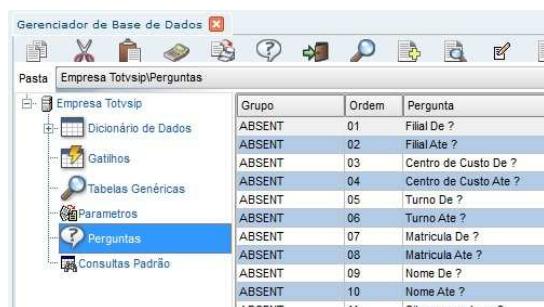 Gerenciador de Base de Dados
Pasta Empresa Totvsip\Perguntas
Empresa Totvsip
Dicionário de Dados
Gatilhos
Tabelas Genéricas
Parametros
Perguntas
Consultas Padrão
Grupo Ordem Pergunta
ABSENT 01 Filial De ?
ABSENT 02 Filial Ate ?
ABSENT 03 Centro de Custo De ?
ABSENT 04 Centro de Custo Ate ?
ABSENT 05 Turno De ?
ABSENT 06 Turno Ate ?
ABSENT 07 Matricula De ?
ABSENT 08 Matricula Ate ?
ABSENT 09 Nome De ?
ABSENT 10 Nome Ate ?